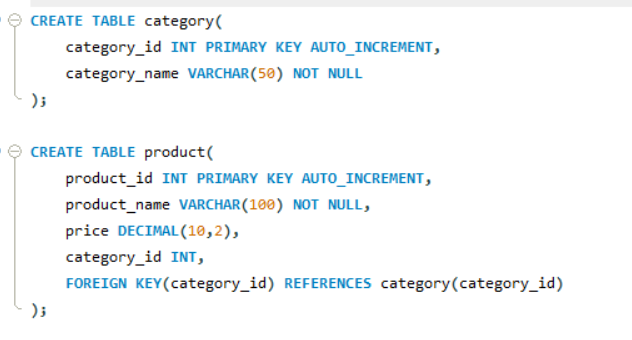 CREATE TABLE category(
category_id INT PRIMARY KEY AUTO_INCREMENT,
category_name VARCHAR(50) NOT NULL
);
CREATE TABLE product(
product_id INT PRIMARY KEY AUTO_INCREMENT,
product_name VARCHAR(100) NOT NULL,
price DECIMAL(10,2),
category_id INT,
FOREIGN KEY(category_id) REFERENCES category(category_id)
);